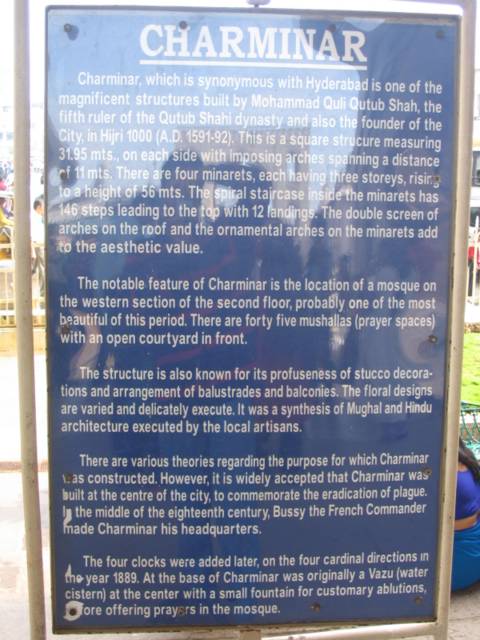 CHARMINAR
Charminar, which is synonymous with Hyderabad is one of the
magnificent structures built by Mohammad Quli Qutub Shah, the
fifth ruler of the Qutub Shahi dynasty and also the founder of the
City, in Hijri 1000 (A.D. 1591-92). This is a square strucure measuring
31.95 mts., on each side with imposing arches spanning a distance
of 11 mts. There are four minarets, each having three storeys, rising
to a height of 56 mts. The spiral staircase inside the minarets has
146 steps leading to the top with 12 landings. The double screen of
arches on the roof and the ornamental arches on the minarets add
to the aesthetic value.
The notable feature of Charminar is the location of a mosque on
the western section of the second floor, probably one of the most
beautiful of this period. There are forty five mushallas (prayer spaces)
with an open courtyard in front.
The structure is also known for its profuseness of stucco decora-
tions and arrangement of balustrades and balconies. The floral designs
are varied and delicately execute. It was a synthesis of Mughal and Hindu
architecture executed by the local artisans.
There are various theories regarding the purpose for which Charminar
was constructed. However, it is widely accepted that Charminar was
built at the centre of the city, to commemorate the eradication of plague.
In the middle of the eighteenth century, Bussy the French Commander
made Charminar his headquarters.
The four clocks were added later, on the four cardinal directions in
the year 1889. At the base of Charminar was originally a Vazu (water
cistern) at the center with a small fountain for customary ablutions,
before offering prayers in the mosque.